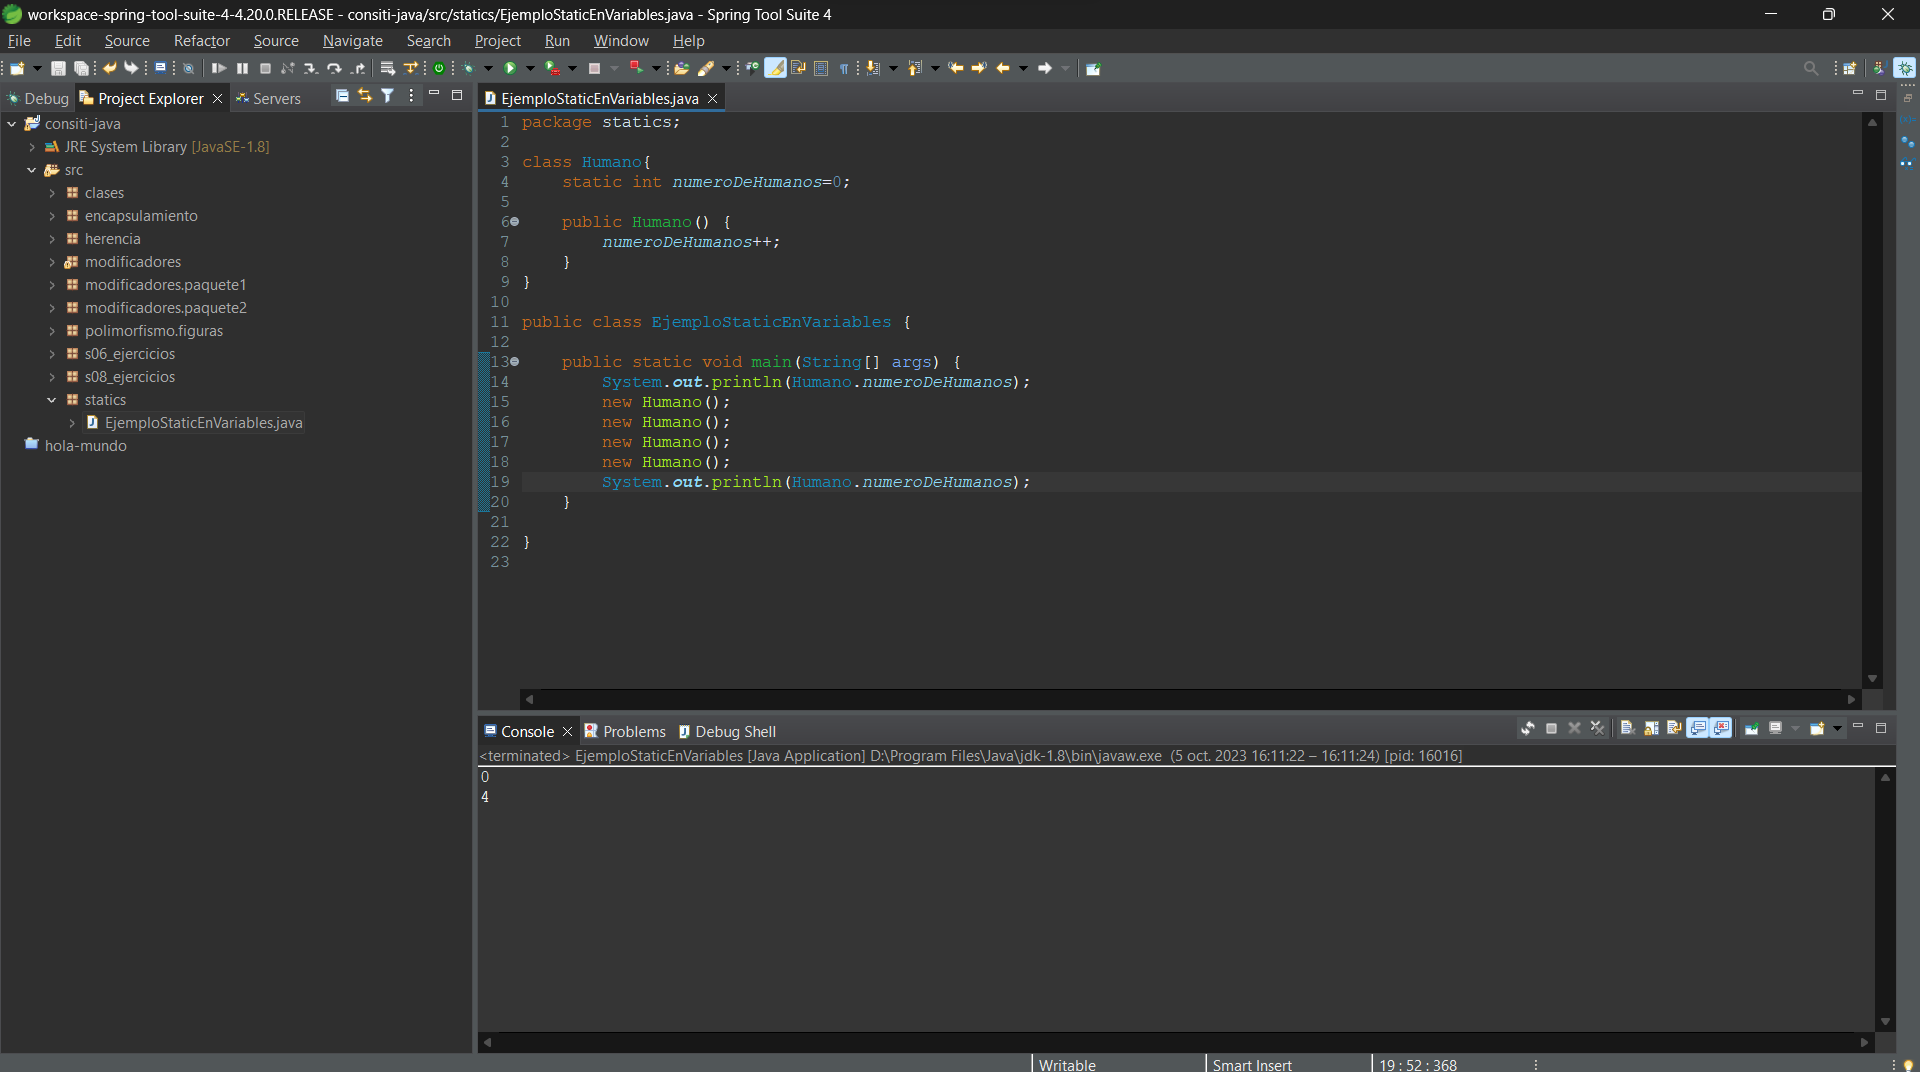 workspace-spring-tool-suite-4-4.20.0.RELEASE - consiti-java/src/statics/EjemploStaticEnVariables.java - Spring Tool Suite 4
File Edit Source Refactor Source Navigate Search Project Run Window Help
Debug Project Explorer Servers
consiti-java
JRE System Library [JavaSE-1.8]
src
clases
encapsulamiento
herencia
modificadores
modificadores.paquete1
modificadores.paquete2
polimorfismo.figuras
s06_ejercicios
s08_ejercicios
statics
EjemploStaticEnVariables.java
hola-mundo
EjemploStaticEnVariables.java
1 package statics;
2
3 class Humano{
4 static int numeroDeHumanos=0;
5
6 public Humano() {
7 numeroDeHumanos++;
8 }
9 }
10
11 public class EjemploStaticEnVariables {
12
13 public static void main(String[] args) {
14 System.out.println(Humano.numeroDeHumanos);
15 new Humano();
16 new Humano();
17 new Humano();
18 new Humano();
19 System.out.println(Humano.numeroDeHumanos);
20 }
21
22 }
23
Console Problems Debug Shell
<terminated> EjemploStaticEnVariables [Java Application] D:\Program Files\Java\jdk-1.8\bin\javaw.exe (5 oct. 2023 16:11:22 – 16:11:24) [pid: 16016]
0
4
Writable Smart Insert 19 : 52 : 368